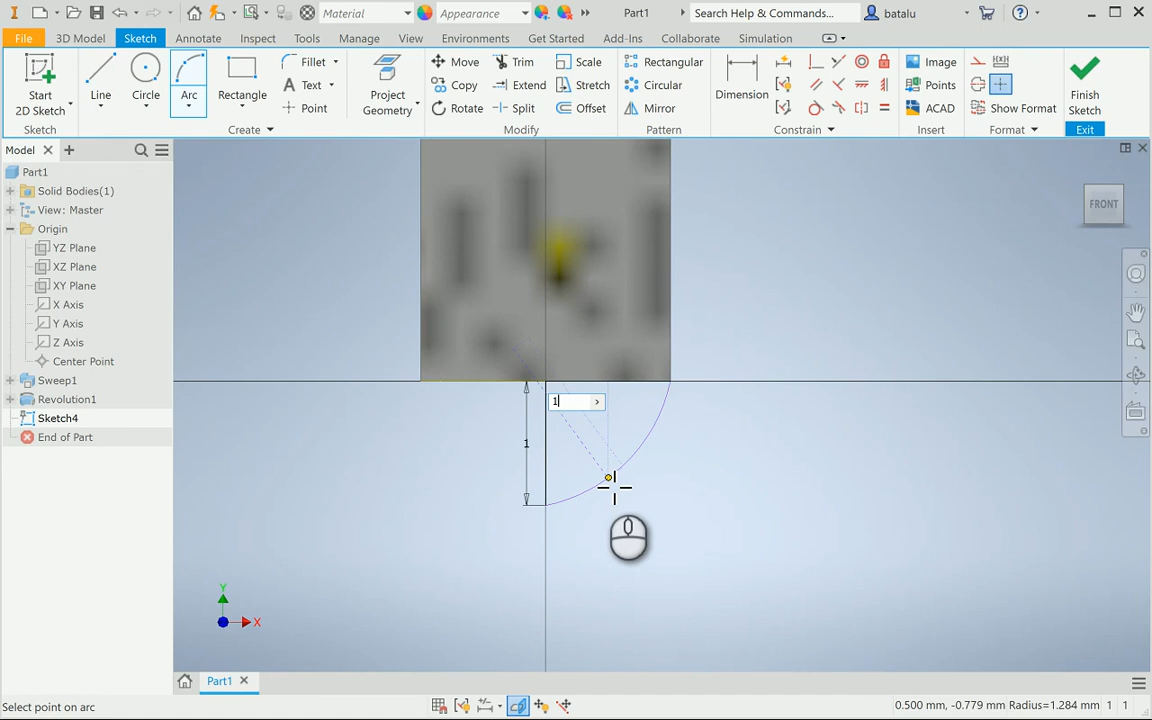 Material
Appearance
Part1
Search Help & Commands...
batalu
File
3D Model
Sketch
Annotate
Inspect
Tools
Manage
View
Environments
Get Started
Add-Ins
Collaborate
Simulation
Start
2D Sketch
Line
Circle
Arc
Rectangle
Fillet
Text
Point
Project
Geometry
Move
Copy
Rotate
Trim
Extend
Split
Scale
Stretch
Offset
Rectangular
Circular
Mirror
Dimension
Image
Points
ACAD
Show Format
Finish
Sketch
Sketch
Create
Modify
Pattern
Constrain
Insert
Format
Exit
Model
Part1
Solid Bodies(1)
View: Master
Origin
YZ Plane
XZ Plane
XY Plane
X Axis
Y Axis
Z Axis
Center Point
Sweep1
Revolution1
Sketch4
End of Part
FRONT
1
1
Y
X
Part1
Select point on arc
0.500 mm, -0.779 mm Radius=1.284 mm 1 1